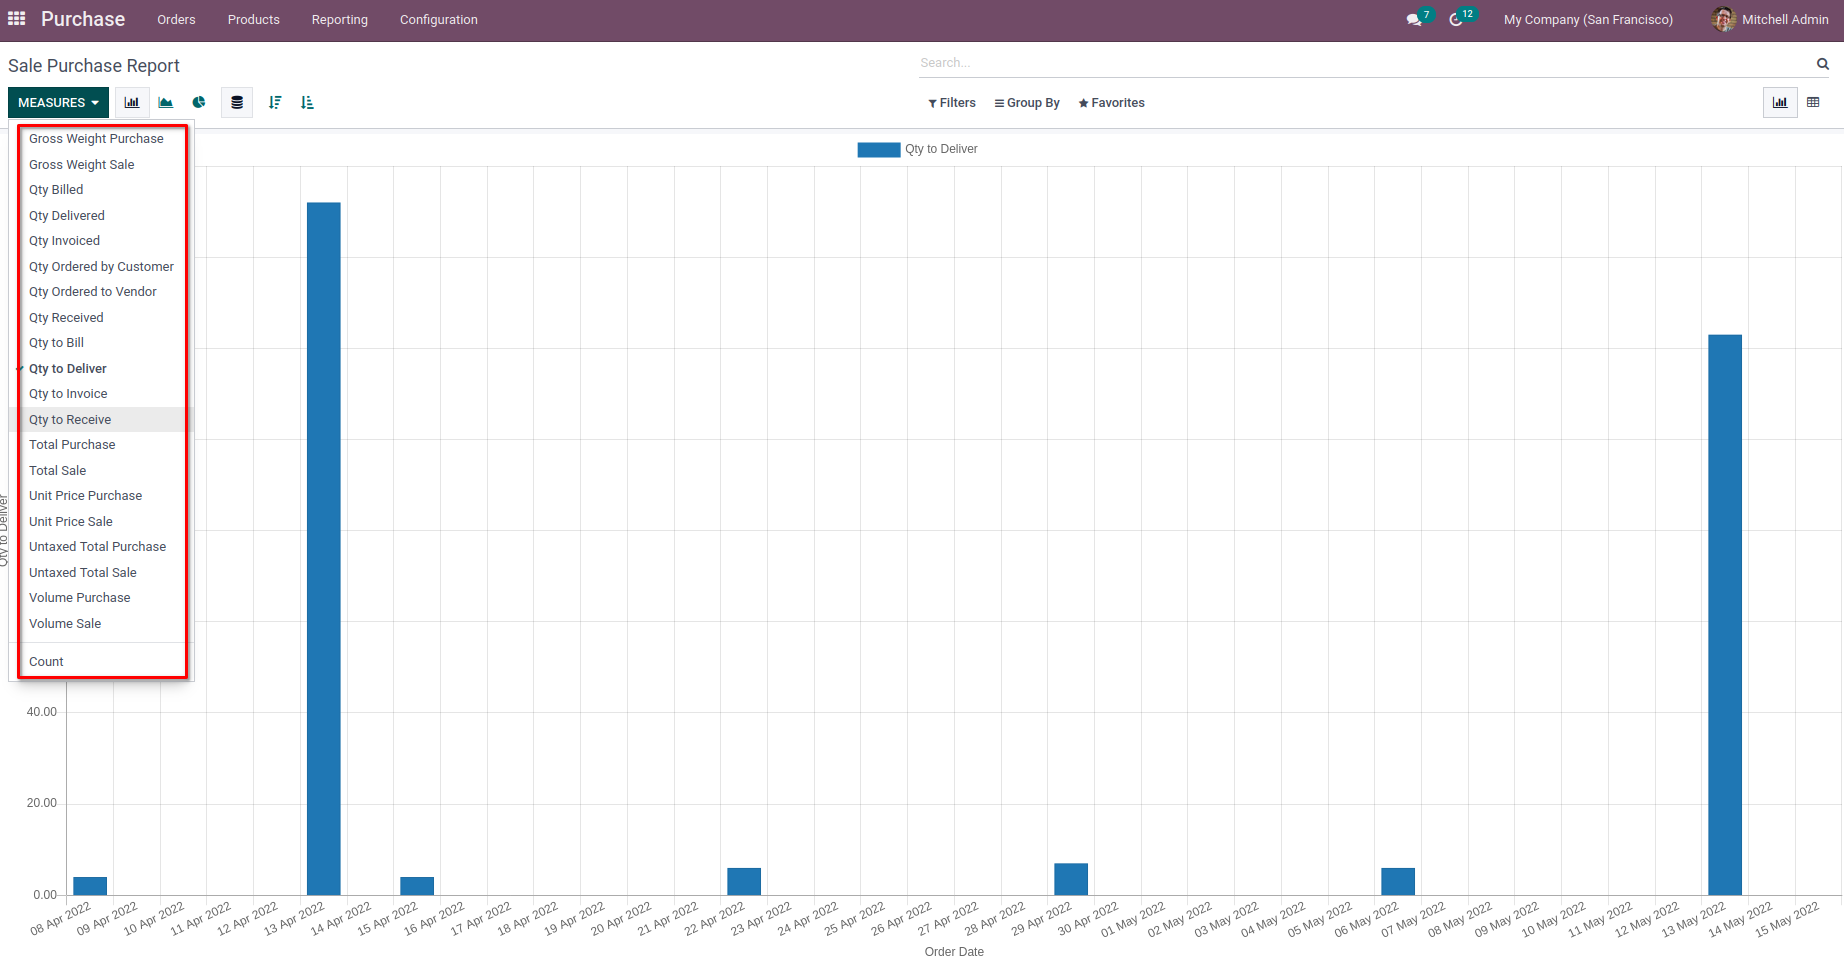 Purchase Orders Products Reporting Configuration 7 12 My Company (San Francisco) Mitchell Admin
Sale Purchase Report
Search...
MEASURES Filters Group By Favorites
Gross Weight Purchase
Gross Weight Sale
Qty Billed
Qty Delivered
Qty Invoiced
Qty Ordered by Customer
Qty Ordered to Vendor
Qty Received
Qty to Bill
Qty to Deliver
Qty to Invoice
Qty to Receive
Total Purchase
Total Sale
Unit Price Purchase
Unit Price Sale
Untaxed Total Purchase
Untaxed Total Sale
Volume Purchase
Volume Sale
Count
Qty to Deliver
Qty to Deliver
40.00
20.00
0.00
08 Apr 2022 09 Apr 2022 10 Apr 2022 11 Apr 2022 12 Apr 2022 13 Apr 2022 14 Apr 2022 15 Apr 2022 16 Apr 2022 17 Apr 2022 18 Apr 2022 19 Apr 2022 20 Apr 2022 21 Apr 2022 22 Apr 2022 23 Apr 2022 24 Apr 2022 25 Apr 2022 26 Apr 2022 27 Apr 2022 28 Apr 2022 29 Apr 2022 30 Apr 2022 01 May 2022 02 May 2022 03 May 2022 04 May 2022 05 May 2022 06 May 2022 07 May 2022 08 May 2022 09 May 2022 10 May 2022 11 May 2022 12 May 2022 13 May 2022 14 May 2022 15 May 2022
Order Date